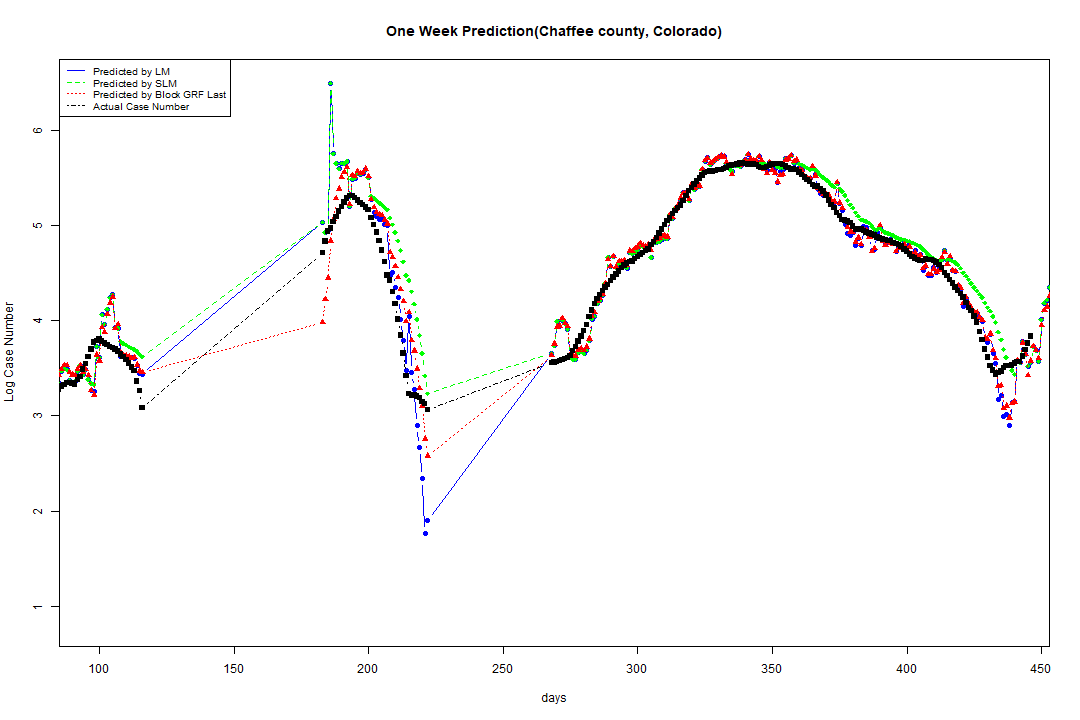 One Week Prediction(Chaffee county, Colorado)
Predicted by LM
Predicted by SLM
Predicted by Block GRF Last
Actual Case Number
Log Case Number
6
5
4
3
2
1
100 150 200 250 300 350 400 450
days